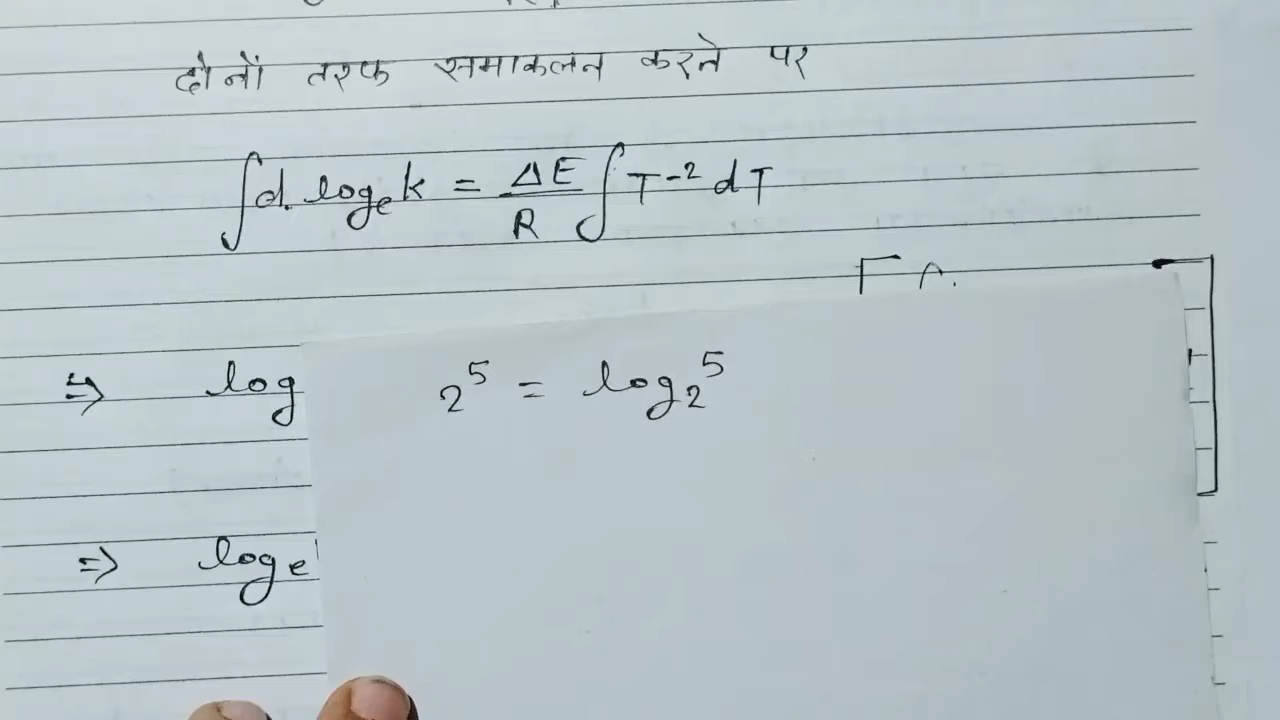 दोनों तरफ समाकलन करने पर
∫d. logₑk = ΔE/R ∫T⁻² dT
⇒ log
2⁵ = log₂⁵
⇒ logₑ